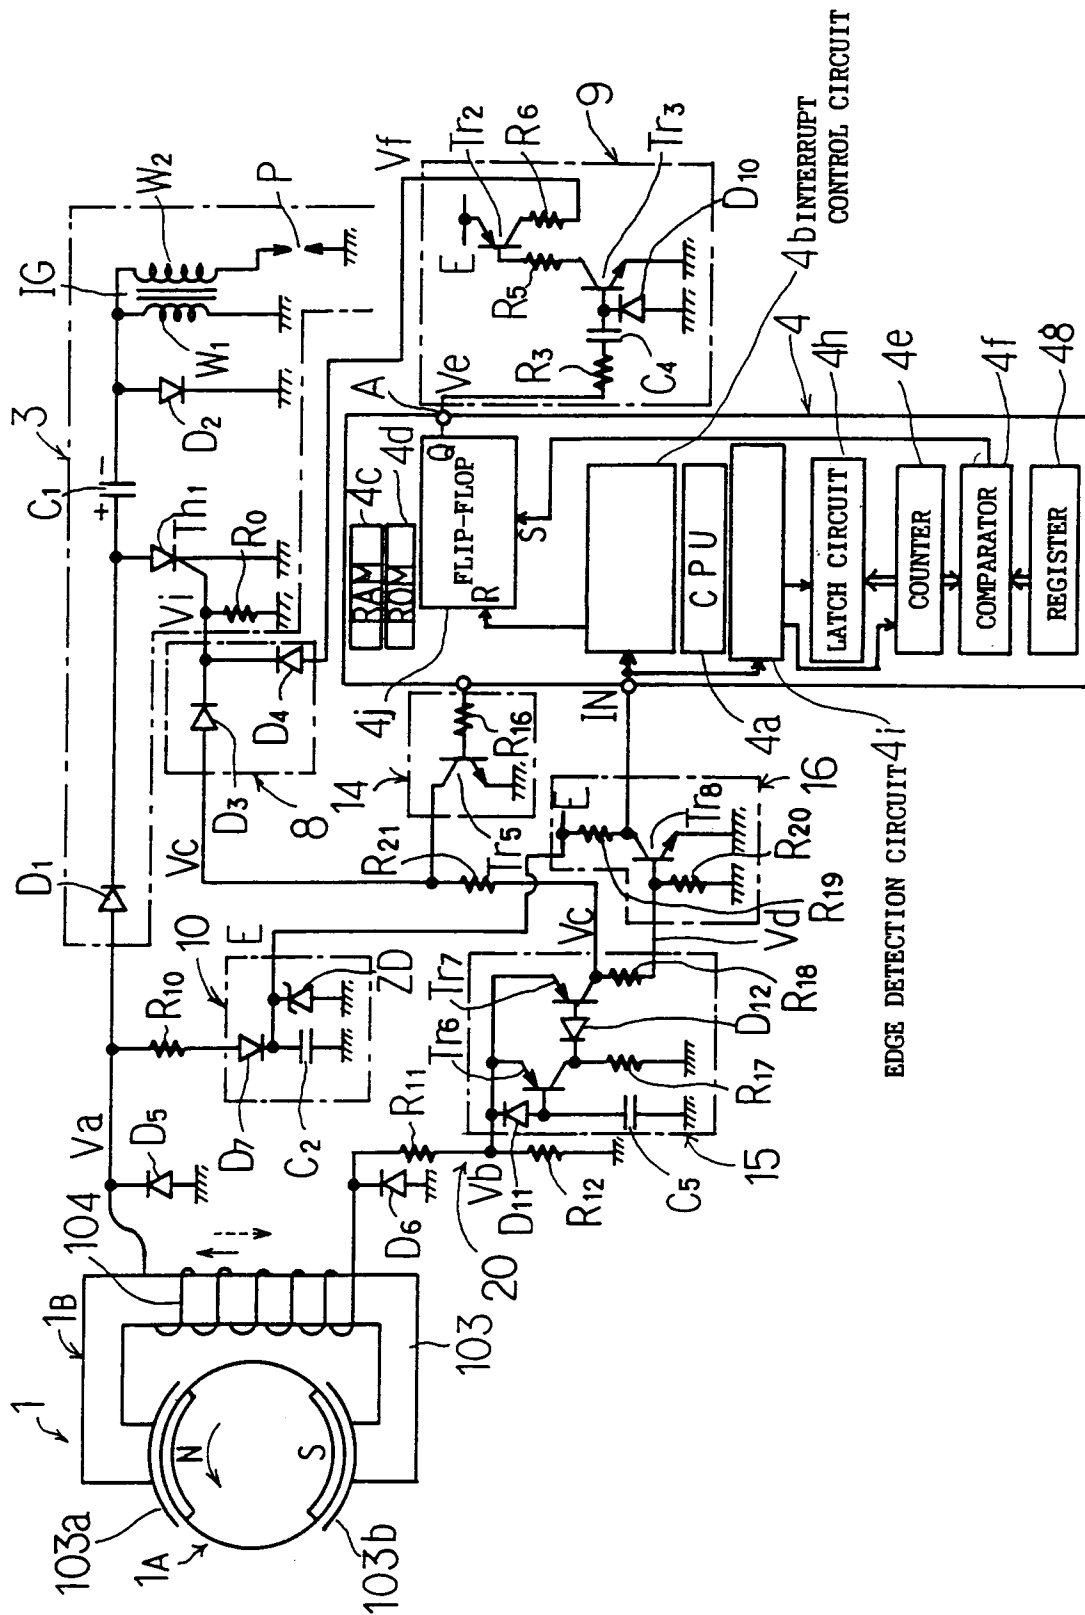 1
1B
104
Va
D1
3
C1
+
−
IG
W2
P
W1
D2
Th1
Vi
R0
D5
R10
10
E
D7
ZD
C2
D3
8
D4
Vc
103a
N
S
1A
103b
103
D6
R11
Vb
20
R12
D11
C5
15
Tr6
Tr7
D12
R17
R18
Vc
Vd
R21
14
Tr5
R16
E
R19
Tr8
R20
16
IN
4j
RAM
4c
ROM
4d
R
FLIP-FLOP
Q
S
A
Ve
Vf
E
Tr2
R6
R5
Tr3
R3
C4
D10
9
4b INTERRUPT
CONTROL CIRCUIT
4a
CPU
4
EDGE DETECTION CIRCUIT 4i
LATCH CIRCUIT
4h
COUNTER
4e
COMPARATOR
4f
REGISTER
48